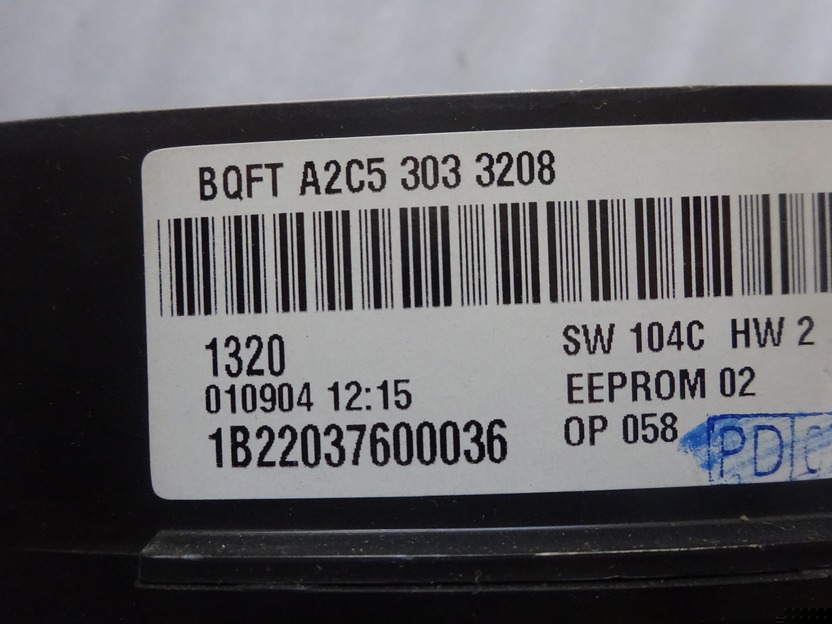 BQFT A2C5 303 3208
1320
SW 104C HW 2
010904 12:15
EEPROM 02
1B22037600036
OP 058
PD